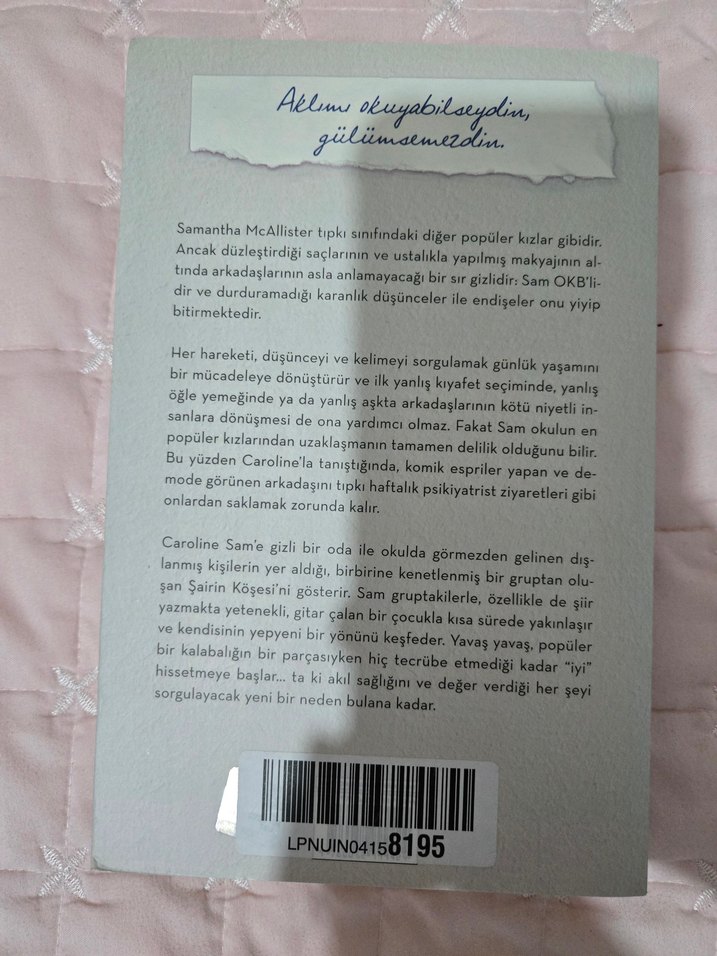 Aklımı okuyabilseydin,
gülümsemezdin.
Samantha McAllister tıpkı sınıfındaki diğer popüler kızlar gibidir.
Ancak düzleştirdiği saçlarının ve ustalıkla yapılmış makyajının al-
tında arkadaşlarının asla anlamayacağı bir sır gizlidir: Sam OKB'li-
dir ve durduramadığı karanlık düşünceler ile endişeler onu yiyip
bitirmektedir.
Her hareketi, düşünceyi ve kelimeyi sorgulamak günlük yaşamını
bir mücadeleye dönüştürür ve ilk yanlış kıyafet seçiminde, yanlış
öğle yemeğinde ya da yanlış aşkta arkadaşlarının kötü niyetli in-
sanlara dönüşmesi de ona yardımcı olmaz. Fakat Sam okulun en
popüler kızlarından uzaklaşmanın tamamen delilik olduğunu bilir.
Bu yüzden Caroline'la tanıştığında, komik espriler yapan ve de-
mode görünen arkadaşını tıpkı haftalık psikiyatrist ziyaretleri gibi
onlardan saklamak zorunda kalır.
Caroline Sam'e gizli bir oda ile okulda görmezden gelinen dış-
lanmış kişilerin yer aldığı, birbirine kenetlenmiş bir gruptan olu-
şan Şairin Köşesi'ni gösterir. Sam gruptakilerle, özellikle de şiir
yazmakta yetenekli, gitar çalan bir çocukla kısa sürede yakınlaşır
ve kendisinin yepyeni bir yönünü keşfeder. Yavaş yavaş, popüler
bir kalabalığın bir parçasıyken hiç tecrübe etmediği kadar "iyi"
hissetmeye başlar... ta ki akıl sağlığını ve değer verdiği her şeyi
sorgulayacak yeni bir neden bulana kadar.
LPNUIN04158195